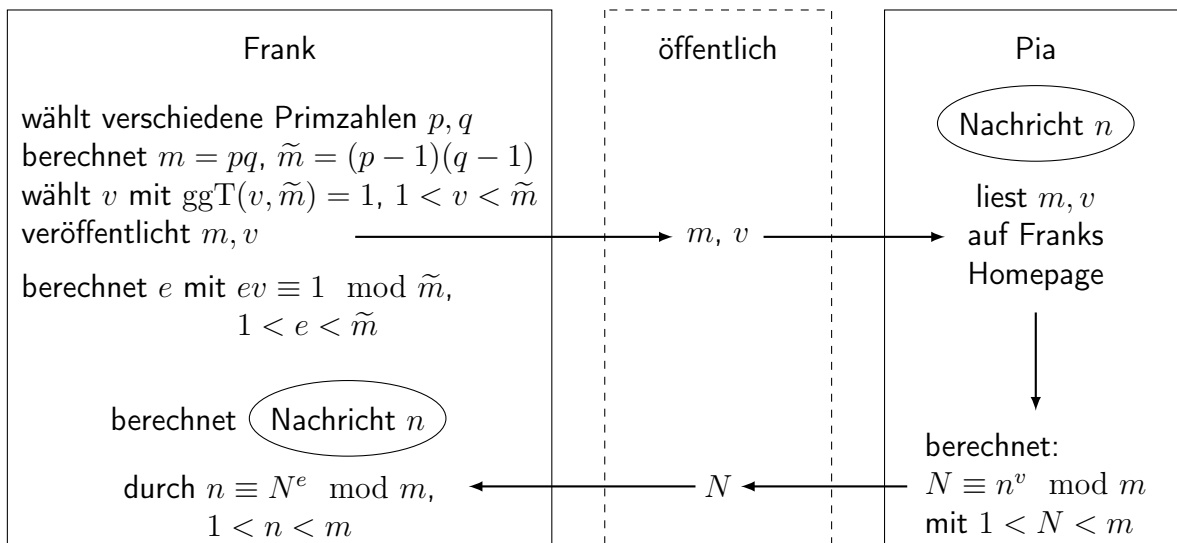 Frank
wählt verschiedene Primzahlen p, q
berechnet m = pq, m̃ = (p − 1)(q − 1)
wählt v mit ggT(v, m̃) = 1, 1 < v < m̃
veröffentlicht m, v
berechnet e mit ev ≡ 1 mod m̃,
1 < e < m̃
berechnet Nachricht n
durch n ≡ N^e mod m,
1 < n < m
öffentlich
m, v
N
Pia
Nachricht n
liest m, v
auf Franks
Homepage
berechnet:
N ≡ n^v mod m
mit 1 < N < m